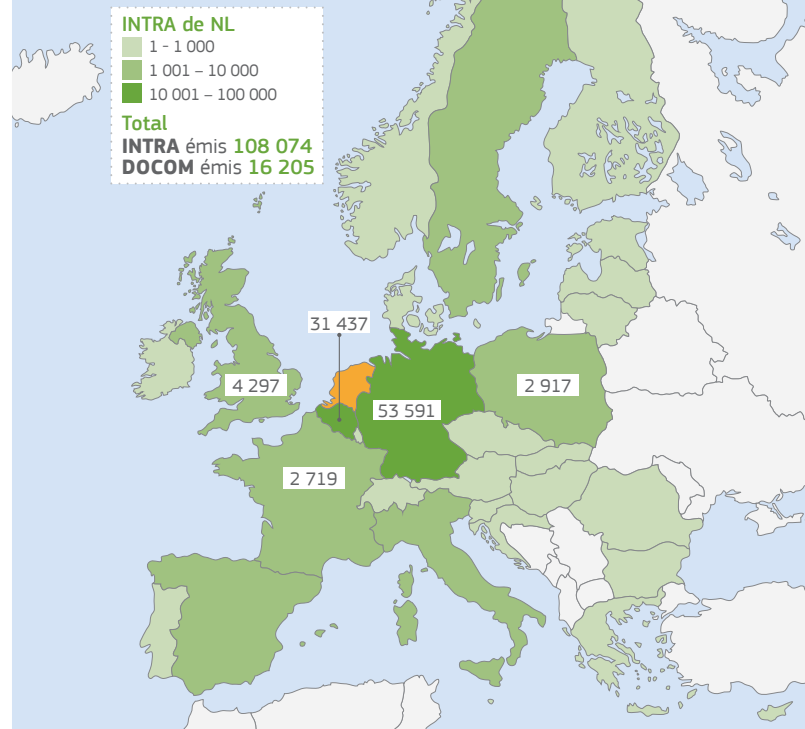 INTRA de NL
1 - 1 000
1 001 – 10 000
10 001 – 100 000
Total
INTRA émis 108 074
DOCOM émis 16 205
31 437
4 297
2 917
53 591
2 719